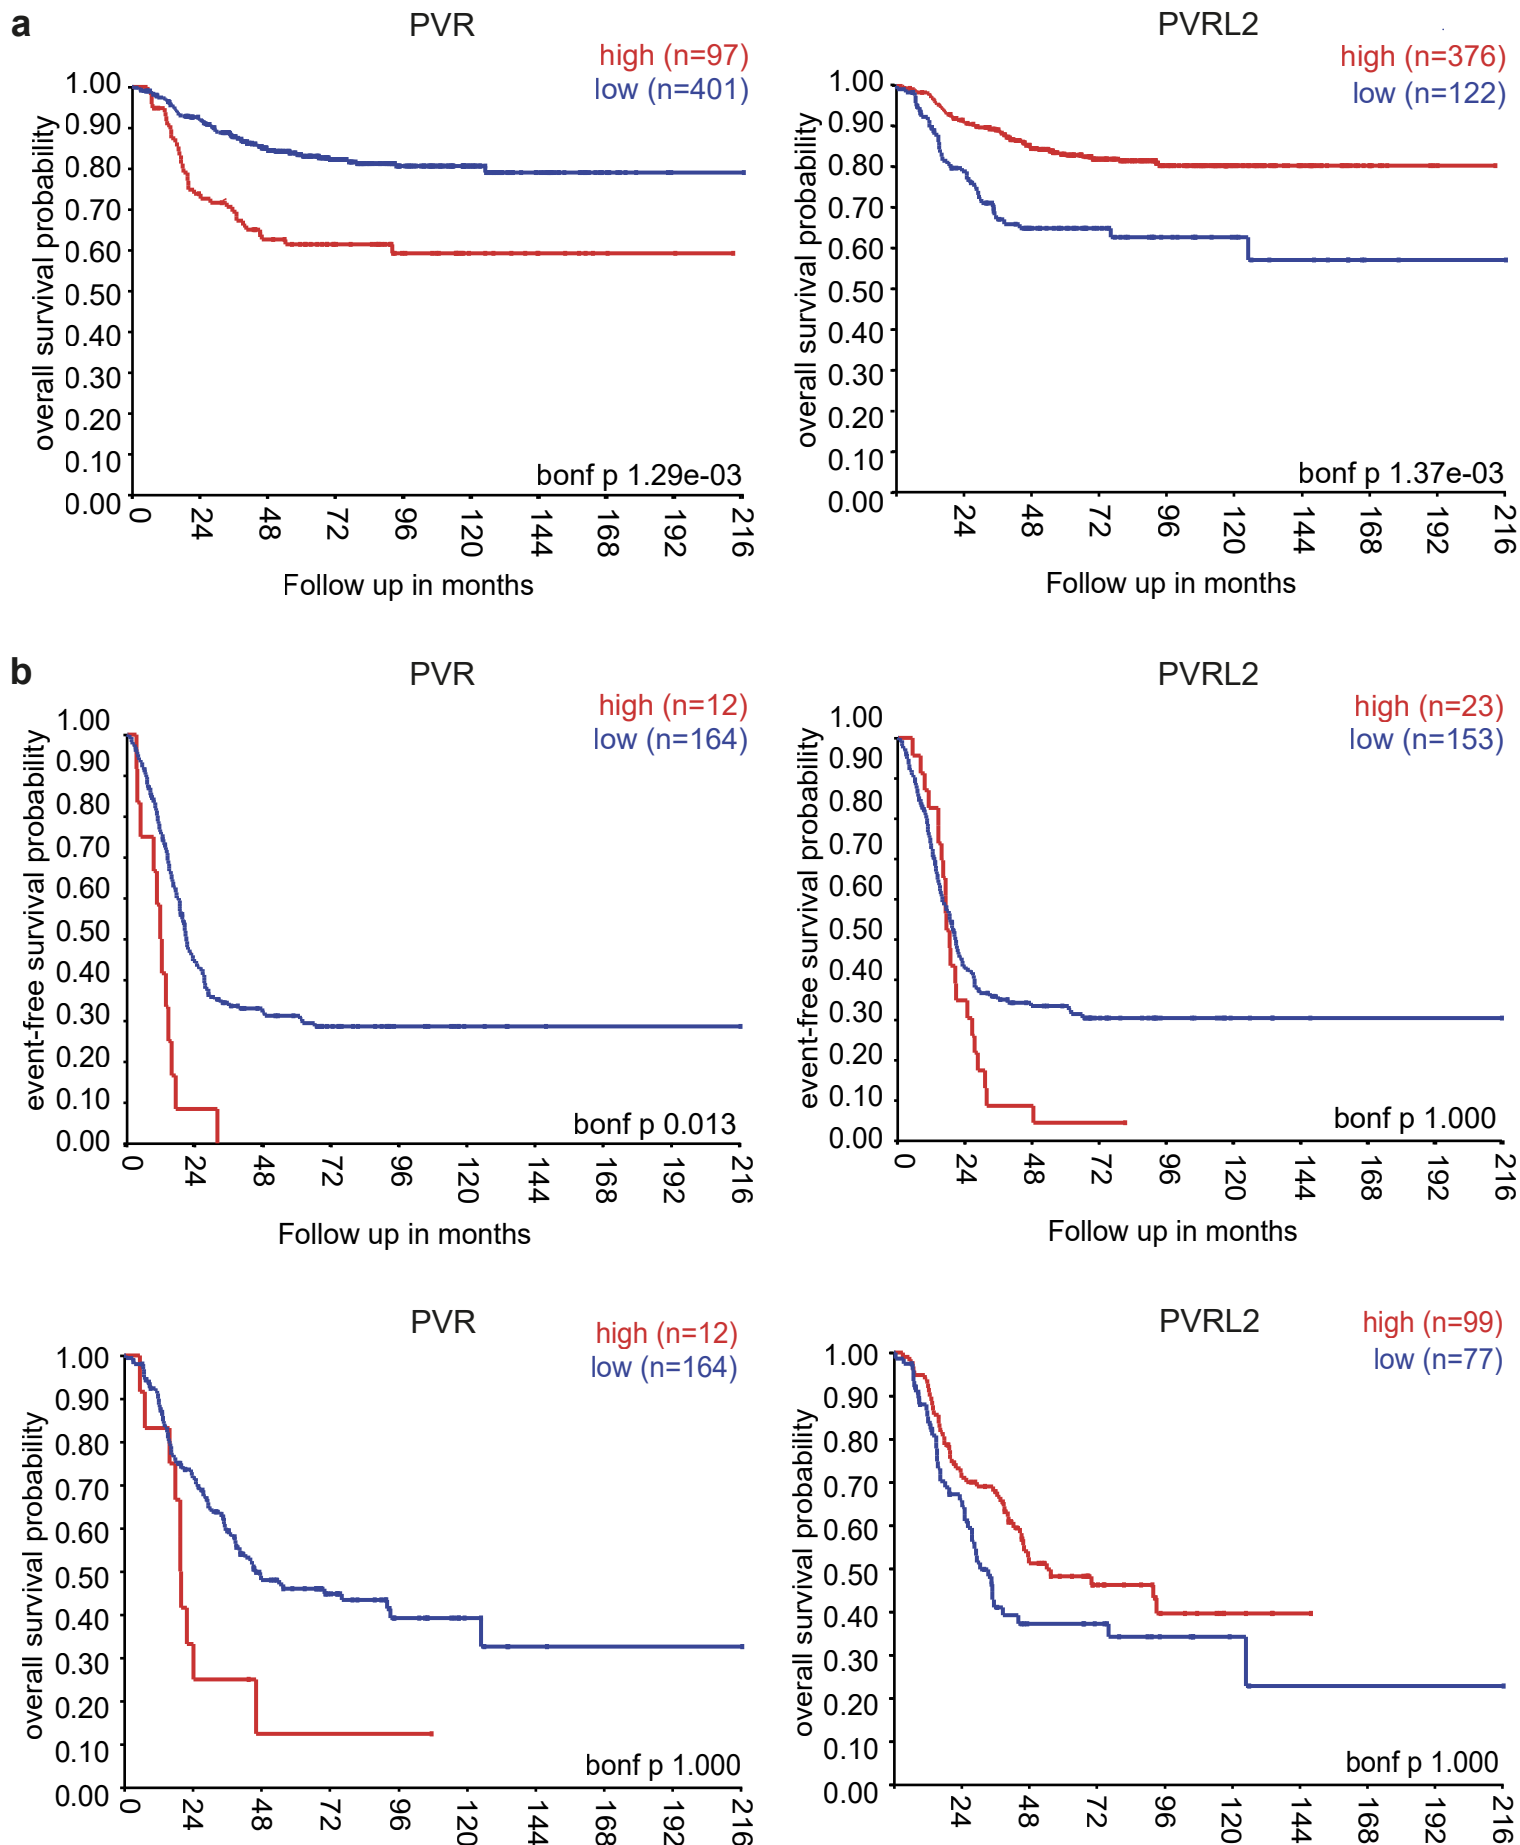 a
PVR
high (n=97)
low (n=401)
1.00
0.90
0.80
0.70
0.60
0.50
0.40
0.30
0.20
0.10
0.00
overall survival probability
bonf p 1.29e-03
0 24 48 72 96 120 144 168 192 216
Follow up in months
PVRL2
high (n=376)
low (n=122)
1.00
0.90
0.80
0.70
0.60
0.50
0.40
0.30
0.20
0.10
0.00
overall survival probability
bonf p 1.37e-03
24 48 72 96 120 144 168 192 216
Follow up in months
b
PVR
high (n=12)
low (n=164)
1.00
0.90
0.80
0.70
0.60
0.50
0.40
0.30
0.20
0.10
0.00
event-free survival probability
bonf p 0.013
0 24 48 72 96 120 144 168 192 216
Follow up in months
PVRL2
high (n=23)
low (n=153)
1.00
0.90
0.80
0.70
0.60
0.50
0.40
0.30
0.20
0.10
0.00
event-free survival probability
bonf p 1.000
0 24 48 72 96 120 144 168 192 216
Follow up in months
PVR
high (n=12)
low (n=164)
1.00
0.90
0.80
0.70
0.60
0.50
0.40
0.30
0.20
0.10
0.00
overall survival probability
bonf p 1.000
0 24 48 72 96 120 144 168 192 216
PVRL2
high (n=99)
low (n=77)
1.00
0.90
0.80
0.70
0.60
0.50
0.40
0.30
0.20
0.10
0.00
overall survival probability
bonf p 1.000
24 48 72 96 120 144 168 192 216